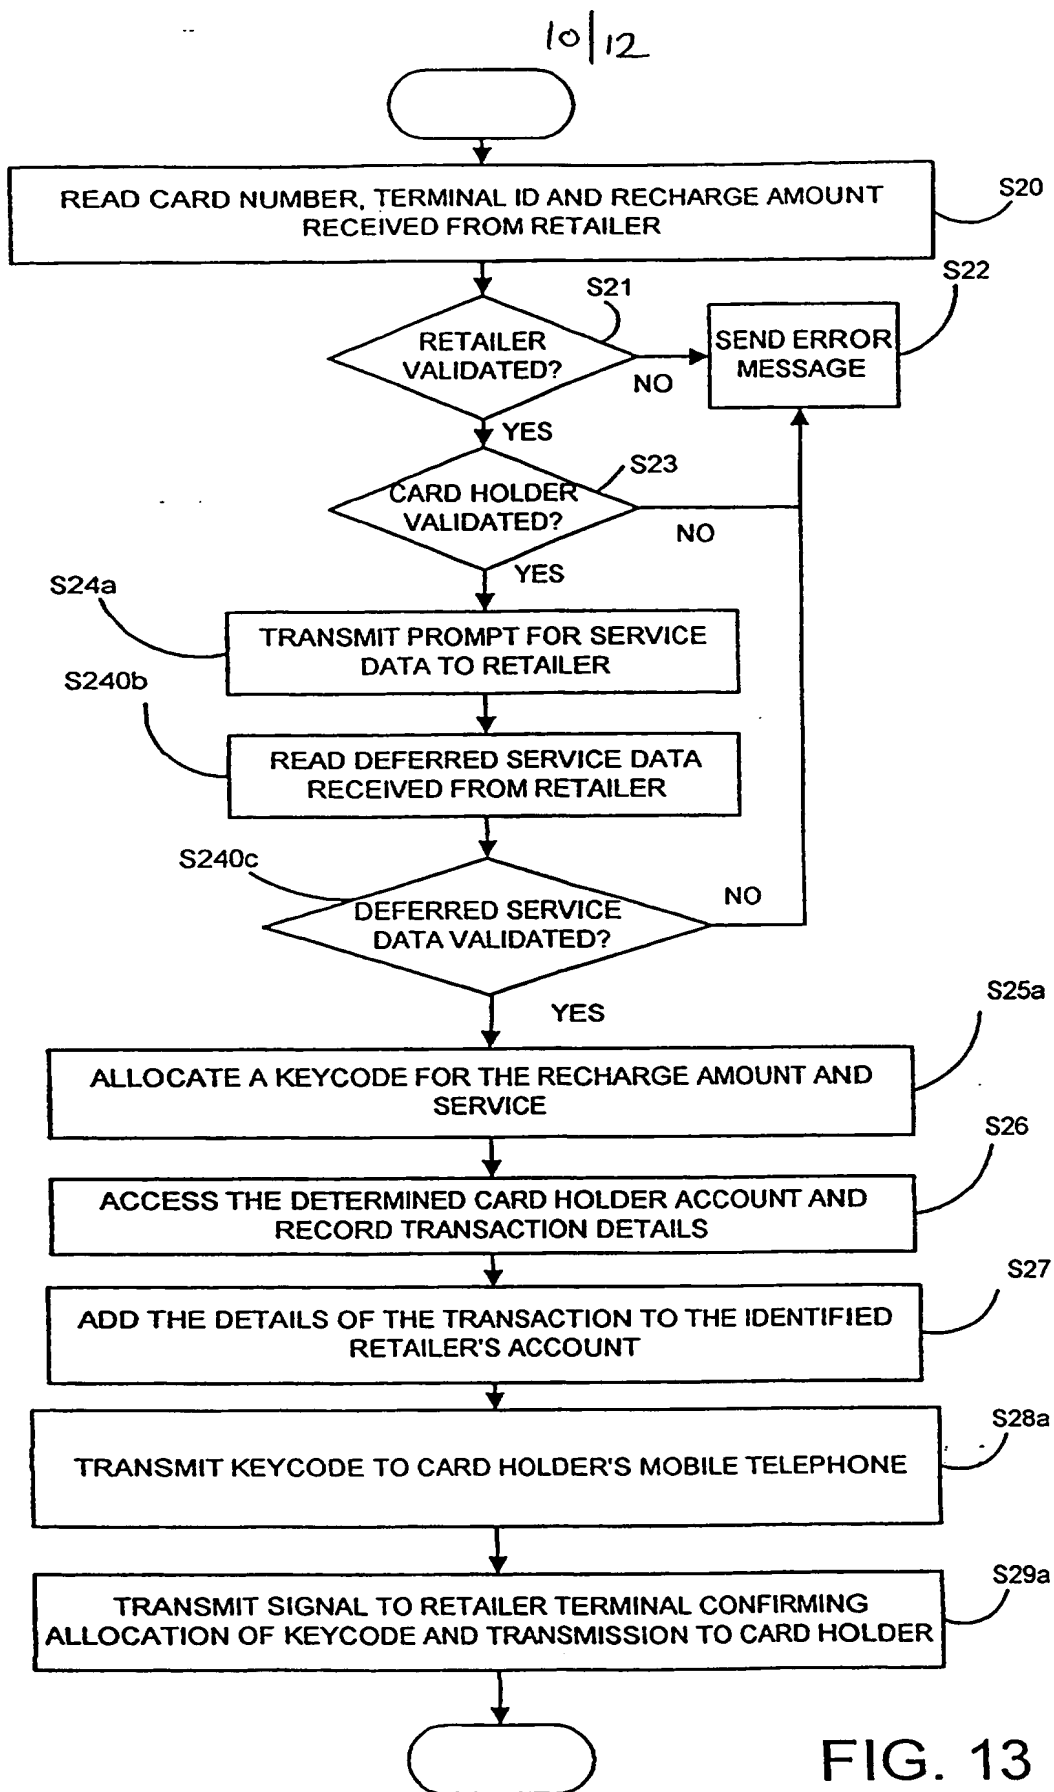 10/12
READ CARD NUMBER, TERMINAL ID AND RECHARGE AMOUNT
RECEIVED FROM RETAILER
S20
S21
S22
RETAILER
VALIDATED?
SEND ERROR
MESSAGE
NO
YES
S23
CARD HOLDER
VALIDATED?
NO
YES
S24a
TRANSMIT PROMPT FOR SERVICE
DATA TO RETAILER
S240b
READ DEFERRED SERVICE DATA
RECEIVED FROM RETAILER
S240c
DEFERRED SERVICE
DATA VALIDATED?
NO
YES
S25a
ALLOCATE A KEYCODE FOR THE RECHARGE AMOUNT AND
SERVICE
S26
ACCESS THE DETERMINED CARD HOLDER ACCOUNT AND
RECORD TRANSACTION DETAILS
S27
ADD THE DETAILS OF THE TRANSACTION TO THE IDENTIFIED
RETAILER'S ACCOUNT
S28a
TRANSMIT KEYCODE TO CARD HOLDER'S MOBILE TELEPHONE
S29a
TRANSMIT SIGNAL TO RETAILER TERMINAL CONFIRMING
ALLOCATION OF KEYCODE AND TRANSMISSION TO CARD HOLDER
FIG. 13